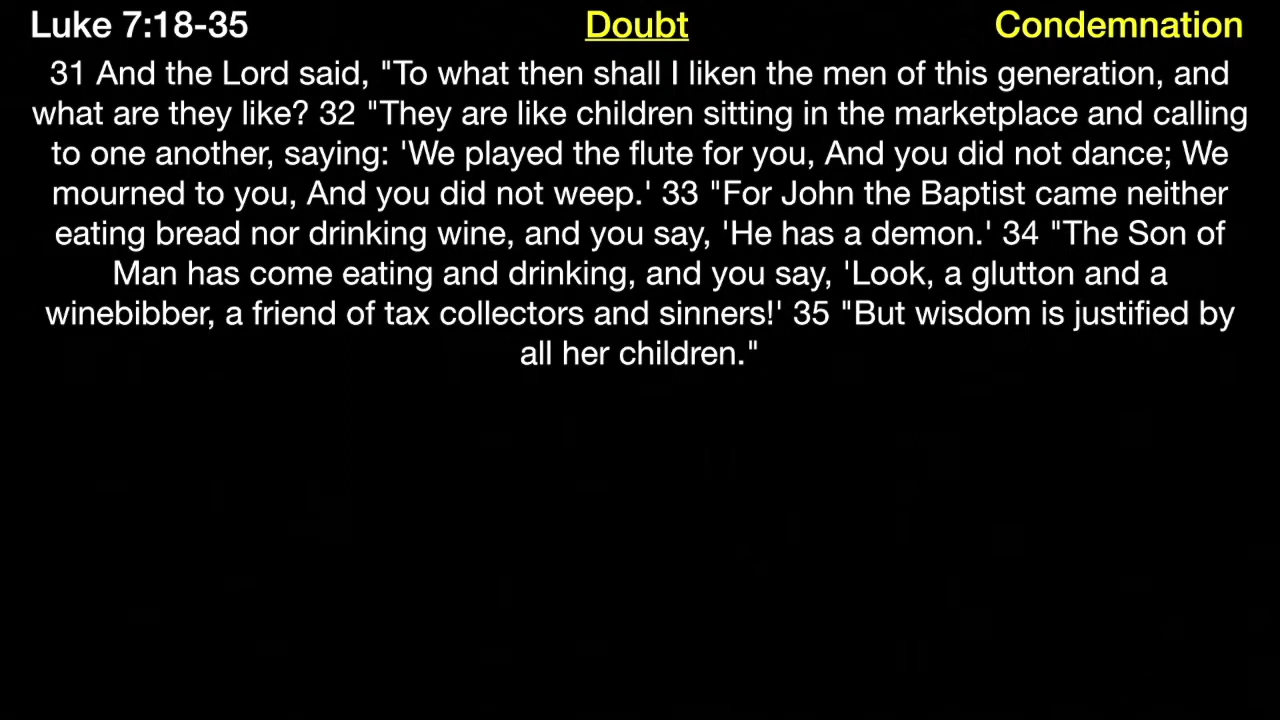 Luke 7:18-35 Doubt Condemnation
31 And the Lord said, "To what then shall I liken the men of this generation, and
what are they like? 32 "They are like children sitting in the marketplace and calling
to one another, saying: 'We played the flute for you, And you did not dance; We
mourned to you, And you did not weep.' 33 "For John the Baptist came neither
eating bread nor drinking wine, and you say, 'He has a demon.' 34 "The Son of
Man has come eating and drinking, and you say, 'Look, a glutton and a
winebibber, a friend of tax collectors and sinners!' 35 "But wisdom is justified by
all her children."